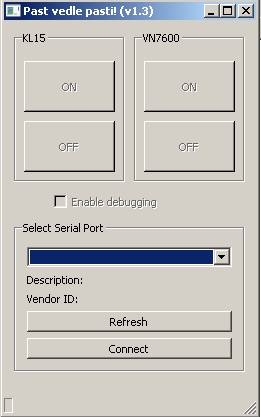 Past vedle pasti! (v1.3)
KL15 VN7600
ON ON
OFF OFF
Enable debugging
Select Serial Port
Description:
Vendor ID:
Refresh
Connect